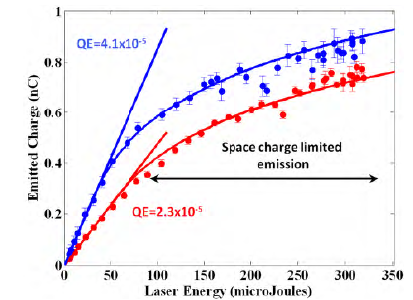 1
0.8
0.6
0.4
0.2
0
Emitted Charge (nC)
QE=4.1x10⁻⁵
Space charge limited
emission
QE=2.3x10⁻⁵
0 50 100 150 200 250 300 350
Laser Energy (microJoules)